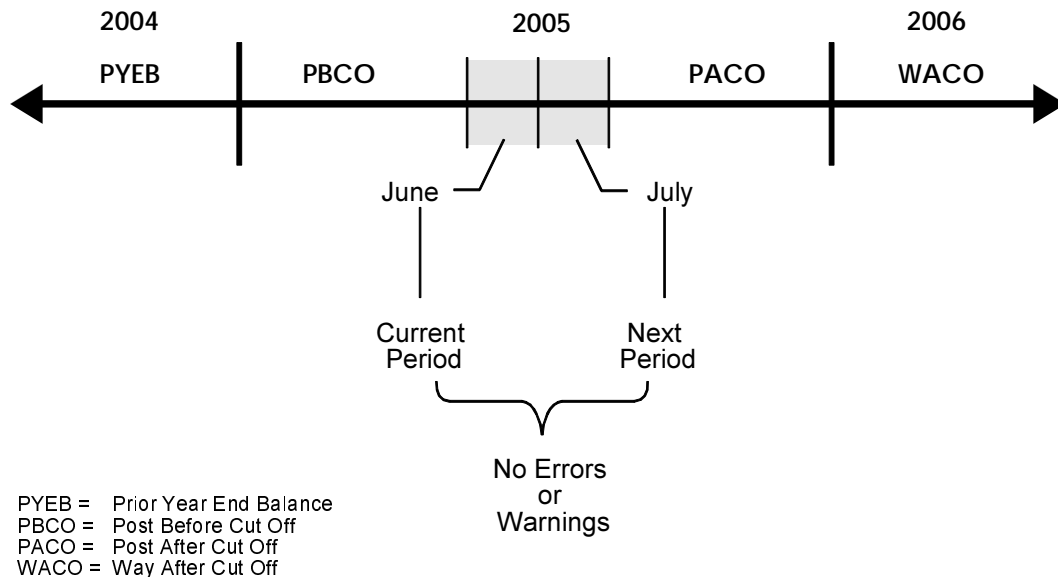 2004 2005 2006
PYEB PBCO PACO WACO
June July
Current Period
Next Period
No Errors
or
Warnings
PYEB = Prior Year End Balance
PBCO = Post Before Cut Off
PACO = Post After Cut Off
WACO = Way After Cut Off